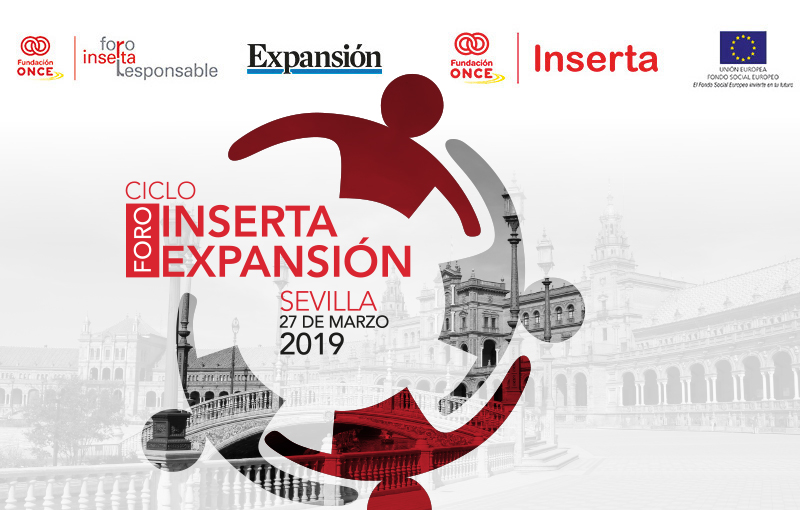 Fundación
ONCE
foro
inserta
responsable
Expansión
Fundación
ONCE
Inserta
UNIÓN EUROPEA
FONDO SOCIAL EUROPEO
El Fondo Social Europeo invierte en tu futuro
CICLO
FORO
INSERTA
EXPANSIÓN
SEVILLA
27 DE MARZO
2019